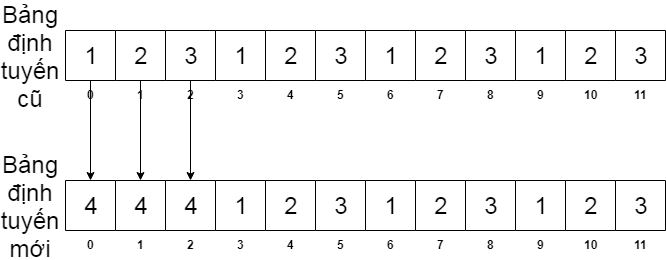 Bảng
định
tuyến
cũ
1 2 3 1 2 3 1 2 3 1 2 3
0 1 2 3 4 5 6 7 8 9 10 11
Bảng
định
tuyến
mới
4 4 4 1 2 3 1 2 3 1 2 3
0 1 2 3 4 5 6 7 8 9 10 11